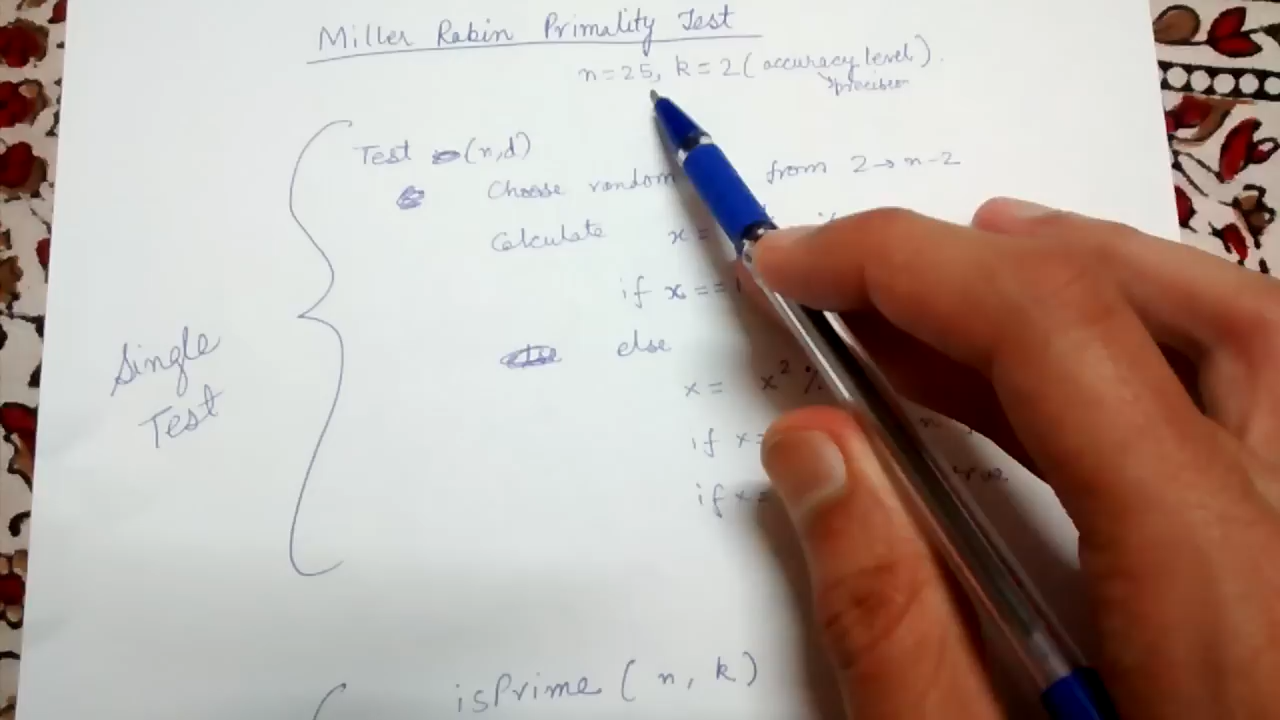 Miller Rabin Primality Test
n=25, k=2 (accuracy level).
precision
Test (n,d)
Choose random from 2→n-2
Calculate x =
if x ==
else
x = x² %
if x=
if x=
Single
Test
isPrime (n, k)